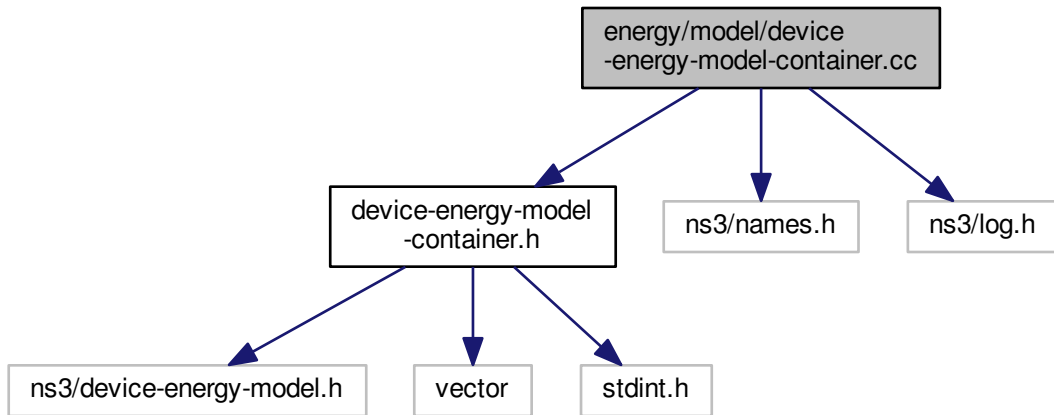 energy/model/device
-energy-model-container.cc
device-energy-model
-container.h
ns3/names.h
ns3/log.h
ns3/device-energy-model.h
vector
stdint.h